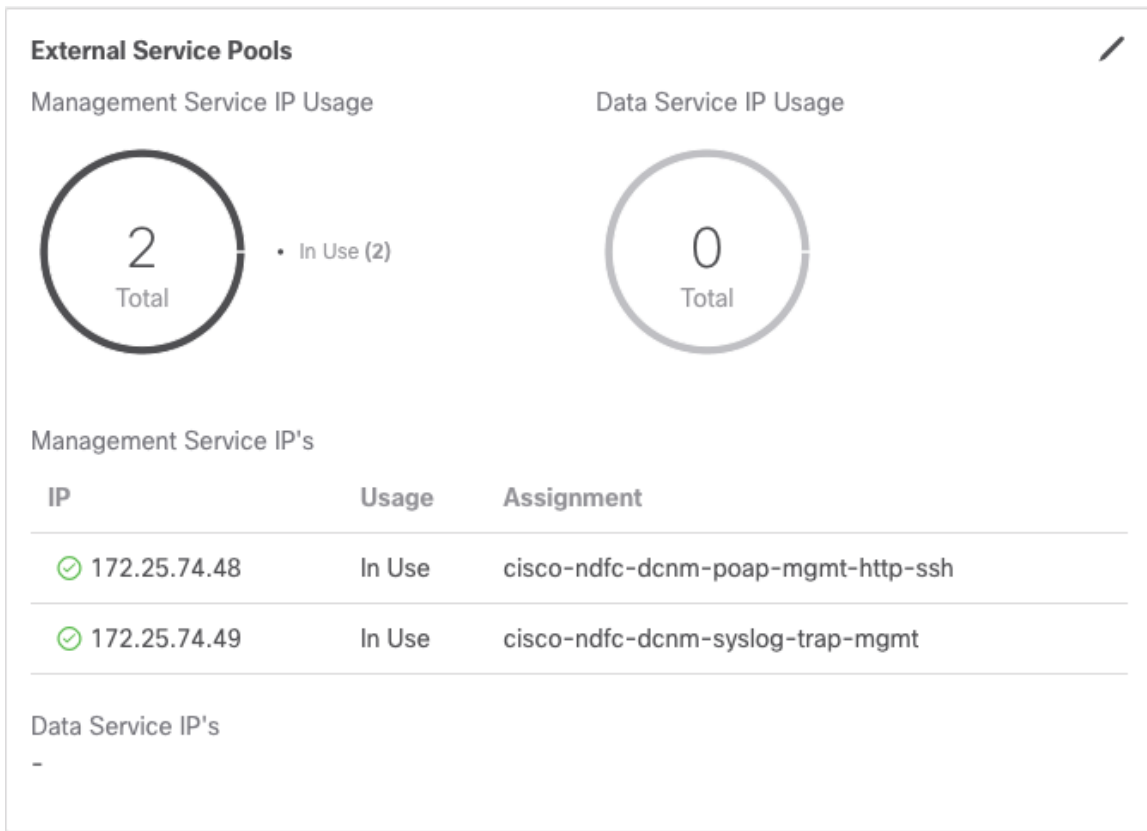 External Service Pools
Management Service IP Usage
Data Service IP Usage
2
Total
• In Use (2)
0
Total
Management Service IP's
IP Usage Assignment
172.25.74.48 In Use cisco-ndfc-dcnm-poap-mgmt-http-ssh
172.25.74.49 In Use cisco-ndfc-dcnm-syslog-trap-mgmt
Data Service IP's
-